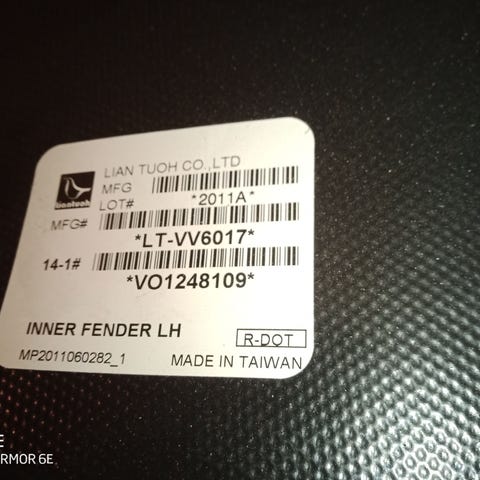 LIAN TUOH CO.,LTD
liantuoh
MFG
LOT#
*2011A*
MFG#
*LT-VV6017*
14-1#
*VO1248109*
INNER FENDER LH
R-DOT
MP2011060282_1
MADE IN TAIWAN
E
RMOR 6E